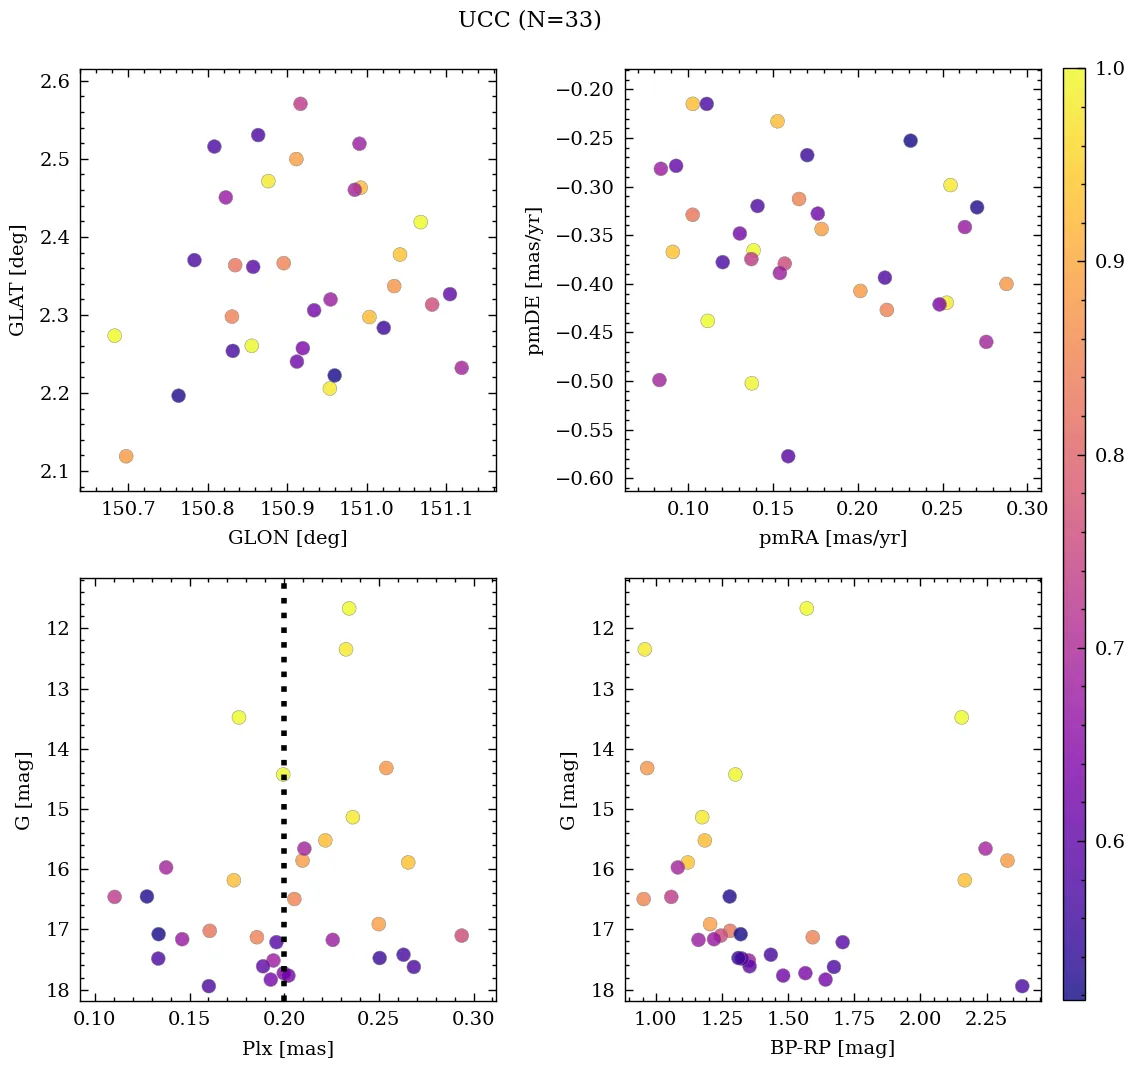 UCC (N=33)
2.6
2.5
2.4
2.3
2.2
2.1
GLAT [deg]
150.7 150.8 150.9 151.0 151.1
GLON [deg]
−0.20
−0.25
−0.30
−0.35
−0.40
−0.45
−0.50
−0.55
−0.60
pmDE [mas/yr]
0.10 0.15 0.20 0.25 0.30
pmRA [mas/yr]
1.0
0.9
0.8
0.7
0.6
12
13
14
15
16
17
18
G [mag]
0.10 0.15 0.20 0.25 0.30
Plx [mas]
12
13
14
15
16
17
18
G [mag]
1.00 1.25 1.50 1.75 2.00 2.25
BP-RP [mag]